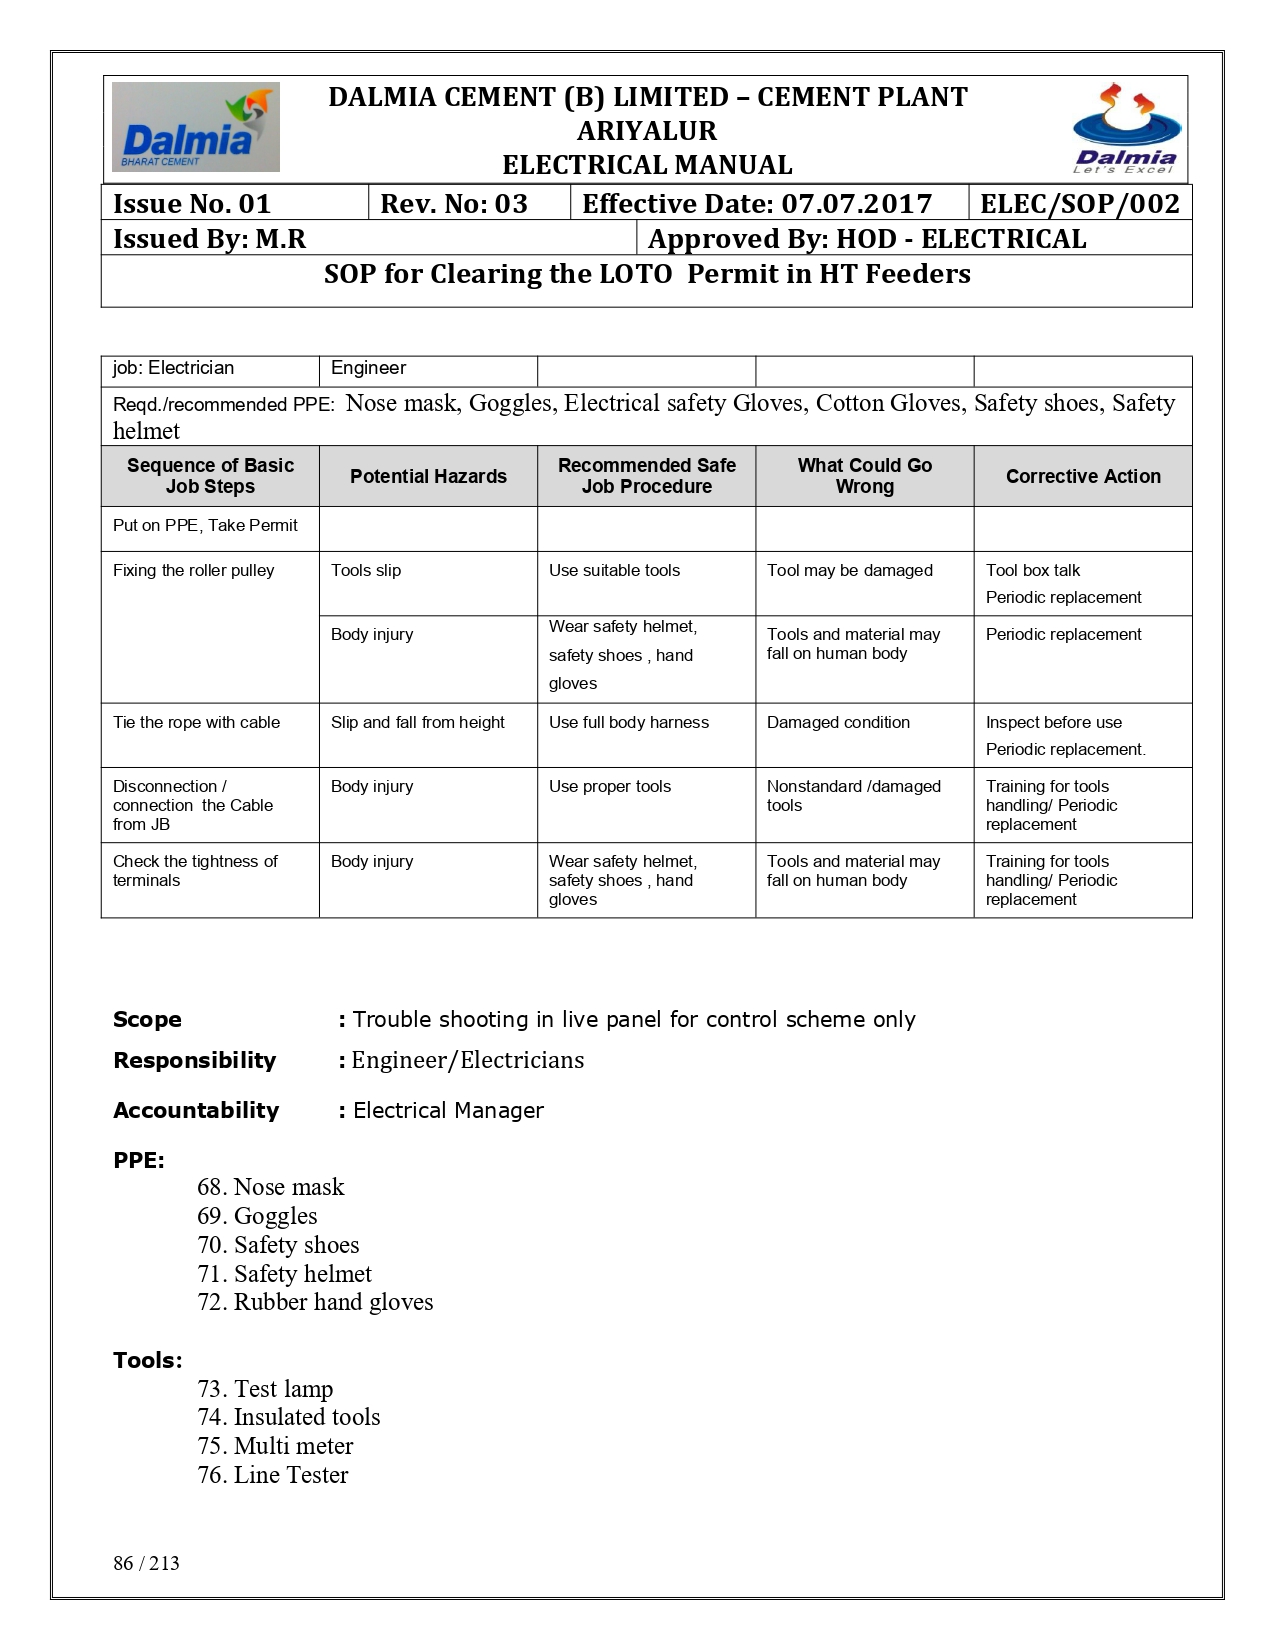 Dalmia
BHARAT CEMENT
DALMIA CEMENT (B) LIMITED – CEMENT PLANT
ARIYALUR
ELECTRICAL MANUAL
Dalmia
Let's Excel
Issue No. 01 Rev. No: 03 Effective Date: 07.07.2017 ELEC/SOP/002
Issued By: M.R Approved By: HOD - ELECTRICAL
SOP for Clearing the LOTO  Permit in HT Feeders
job: Electrician Engineer
Reqd./recommended PPE:  Nose mask, Goggles, Electrical safety Gloves, Cotton Gloves, Safety shoes, Safety
helmet
Sequence of Basic
Job Steps
Potential Hazards
Recommended Safe
Job Procedure
What Could Go
Wrong
Corrective Action
Put on PPE, Take Permit
Fixing the roller pulley
Tools slip
Use suitable tools
Tool may be damaged
Tool box talk
Periodic replacement
Body injury
Wear safety helmet,
safety shoes , hand
gloves
Tools and material may
fall on human body
Periodic replacement
Tie the rope with cable
Slip and fall from height
Use full body harness
Damaged condition
Inspect before use
Periodic replacement.
Disconnection /
connection  the Cable
from JB
Body injury
Use proper tools
Nonstandard /damaged
tools
Training for tools
handling/ Periodic
replacement
Check the tightness of
terminals
Body injury
Wear safety helmet,
safety shoes , hand
gloves
Tools and material may
fall on human body
Training for tools
handling/ Periodic
replacement
Scope : Trouble shooting in live panel for control scheme only
Responsibility : Engineer/Electricians
Accountability : Electrical Manager
PPE:
68. Nose mask
69. Goggles
70. Safety shoes
71. Safety helmet
72. Rubber hand gloves
Tools:
73. Test lamp
74. Insulated tools
75. Multi meter
76. Line Tester
86 / 213